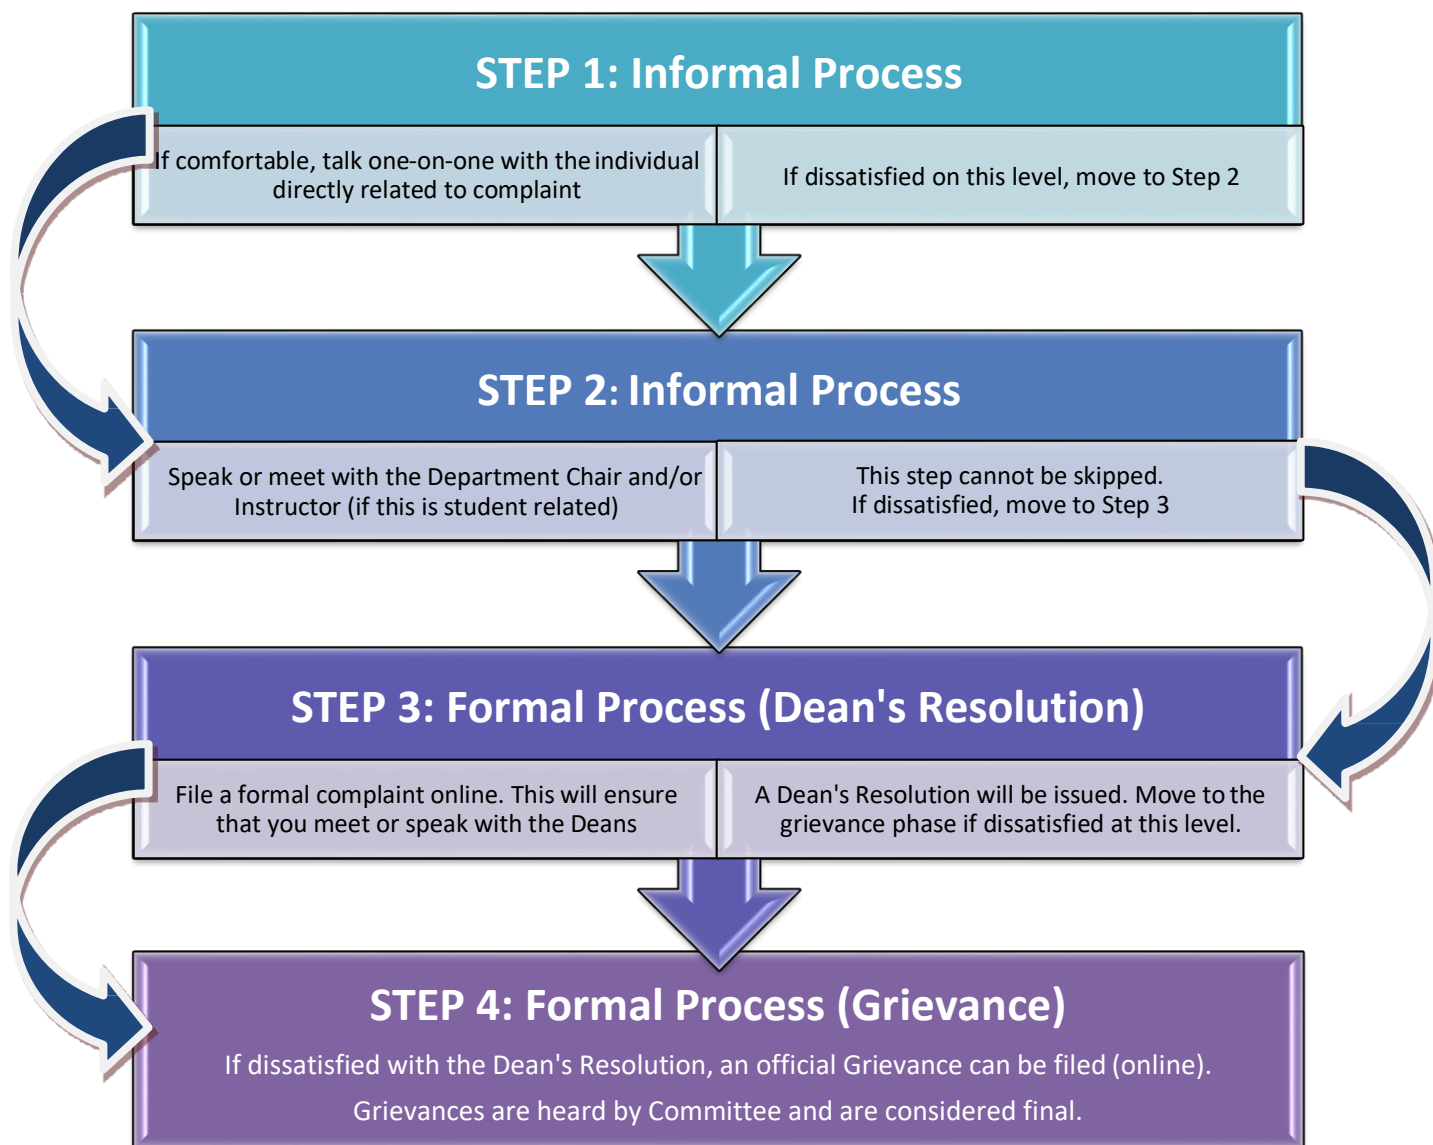 STEP 1: Informal Process
If comfortable, talk one-on-one with the individual
directly related to complaint
If dissatisfied on this level, move to Step 2
STEP 2: Informal Process
Speak or meet with the Department Chair and/or
Instructor (if this is student related)
This step cannot be skipped.
If dissatisfied, move to Step 3
STEP 3: Formal Process (Dean's Resolution)
File a formal complaint online. This will ensure
that you meet or speak with the Deans
A Dean's Resolution will be issued. Move to the
grievance phase if dissatisfied at this level.
STEP 4: Formal Process (Grievance)
If dissatisfied with the Dean's Resolution, an official Grievance can be filed (online).
Grievances are heard by Committee and are considered final.